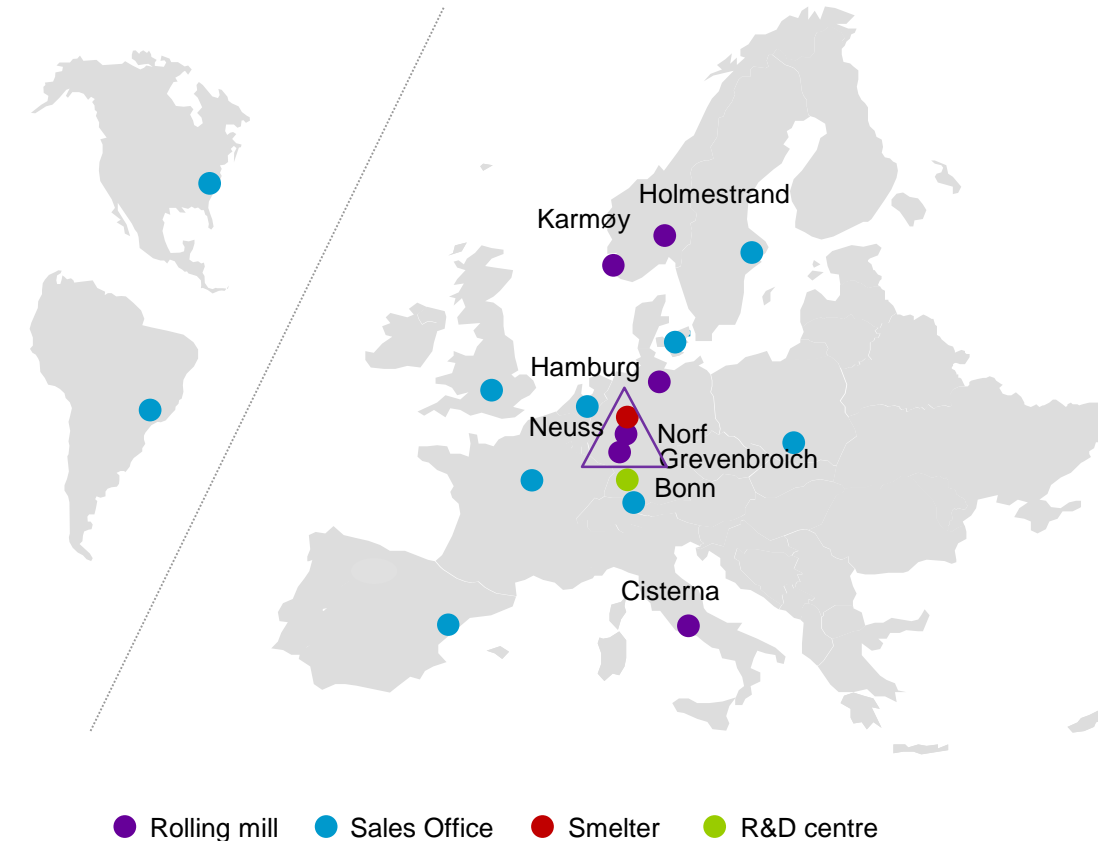 Holmestrand
Karmøy
Hamburg
Neuss
Norf
Grevenbroich
Bonn
Cisterna
Rolling mill
Sales Office
Smelter
R&D centre